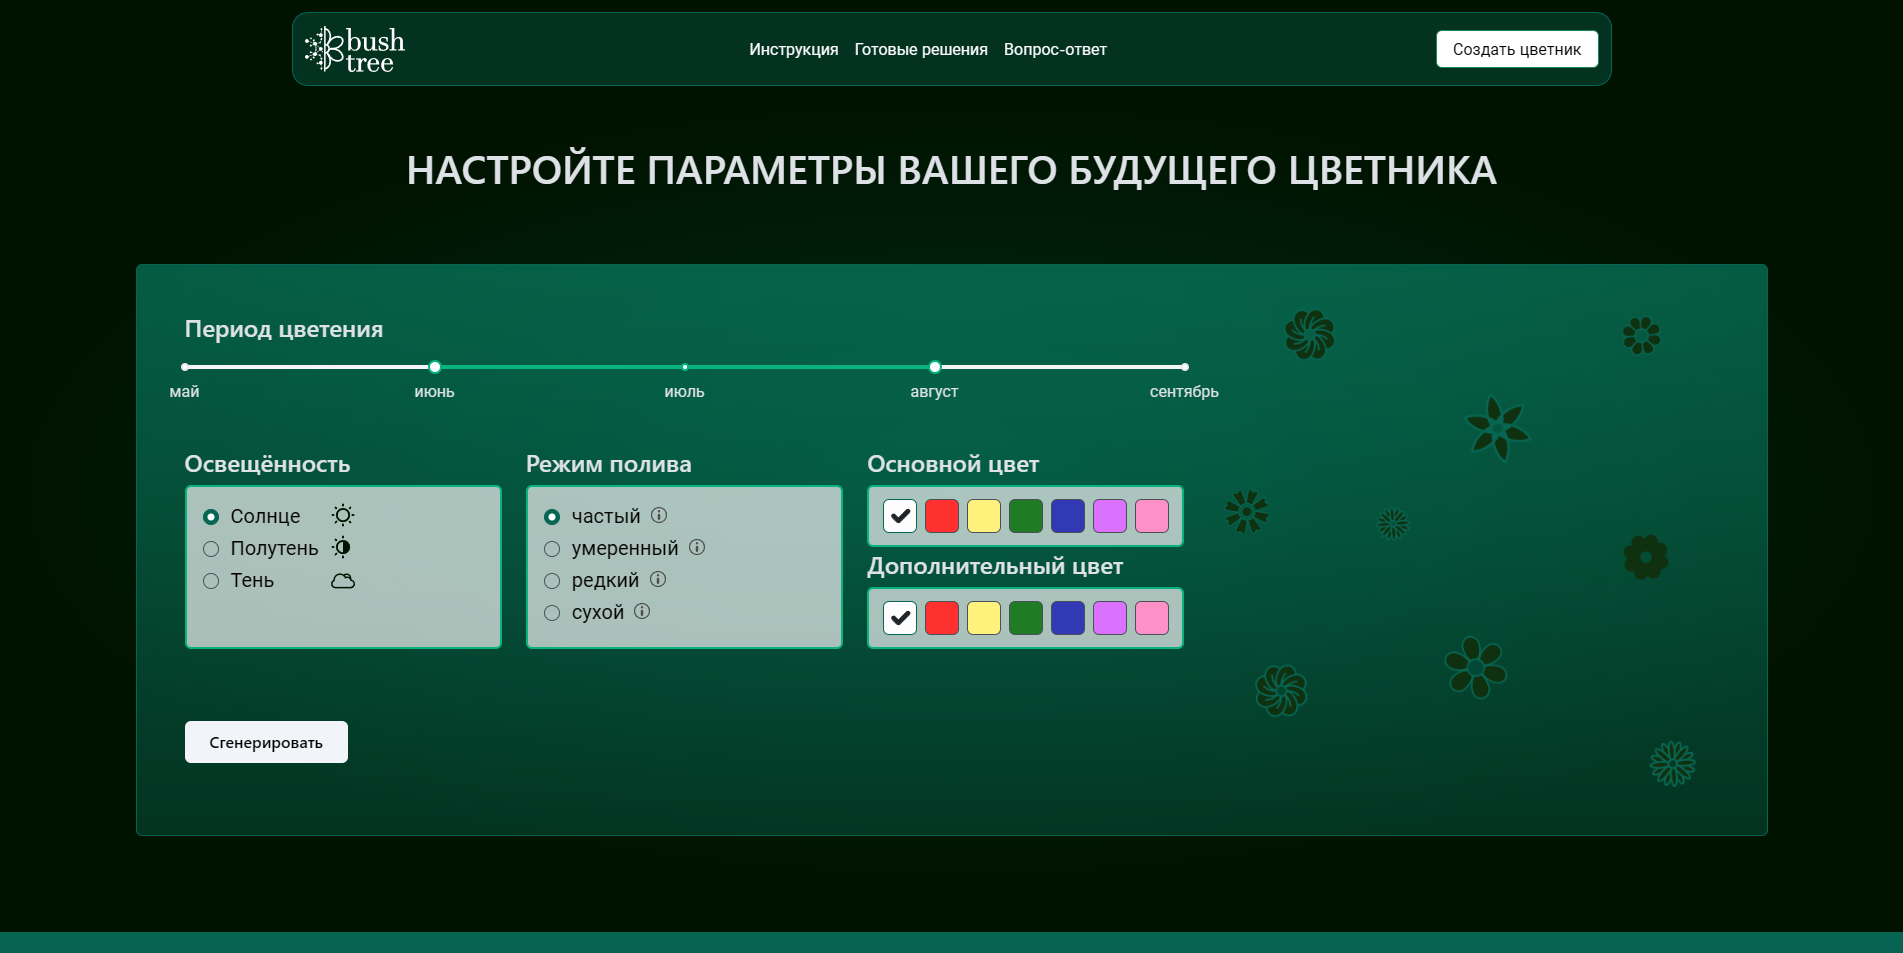 bush
tree
Инструкция Готовые решения Вопрос-ответ
Создать цветник
НАСТРОЙТЕ ПАРАМЕТРЫ ВАШЕГО БУДУЩЕГО ЦВЕТНИКА
Период цветения
май июнь июль август сентябрь
Освещённость
Солнце
Полутень
Тень
Режим полива
частый
умеренный
редкий
сухой
Основной цвет
Дополнительный цвет
Сгенерировать